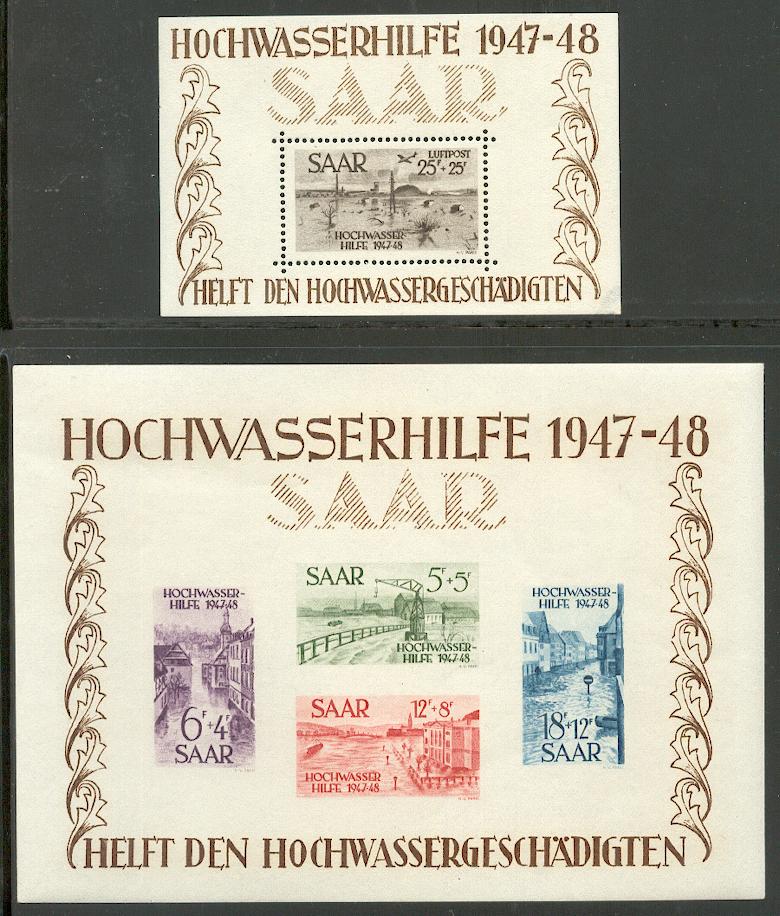 HOCHWASSERHILFE 1947-48
SAAR
SAAR
LUFTPOST
25F+25F
HOCHWASSER
HILFE 1947-48
HELFT DEN HOCHWASSERGESCHÄDIGTEN
HOCHWASSERHILFE 1947-48
SAAR
HOCHWASSER-
HILFE 1947-48
6F+4F
SAAR
SAAR 5F+5F
HOCHWASSER-
HILFE 1947-48
SAAR 12F+8F
HOCHWASSER
HILFE 1947-48
HOCHWASSER-
HILFE 1947-48
18F+12F
SAAR
HELFT DEN HOCHWASSERGESCHÄDIGTEN